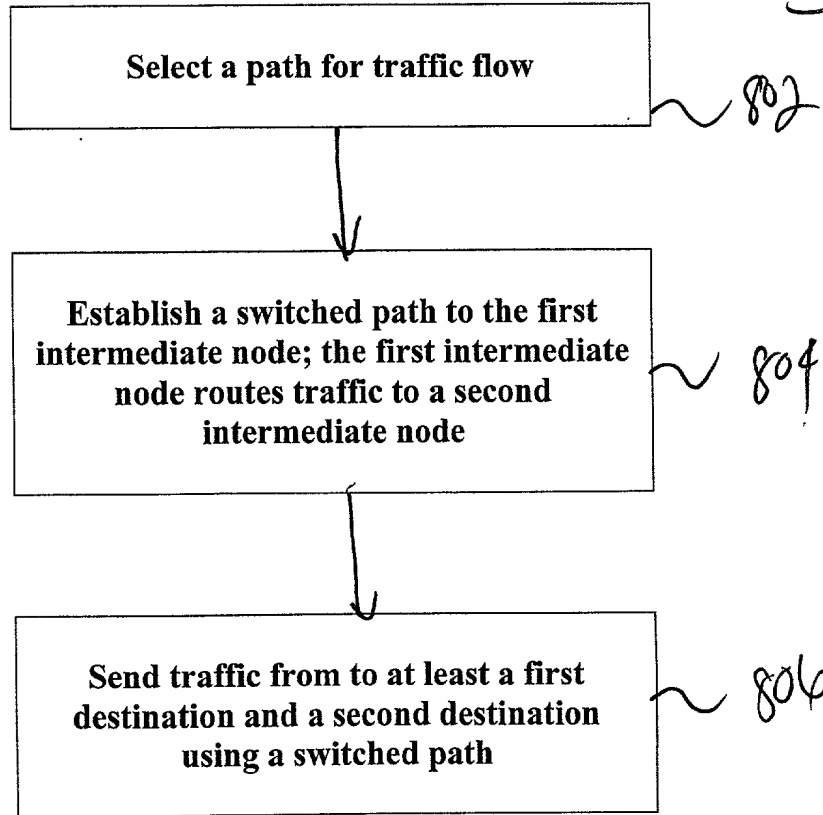 Select a path for traffic flow
802
Establish a switched path to the first
intermediate node; the first intermediate
node routes traffic to a second
intermediate node
804
Send traffic from to at least a first
destination and a second destination
using a switched path
806